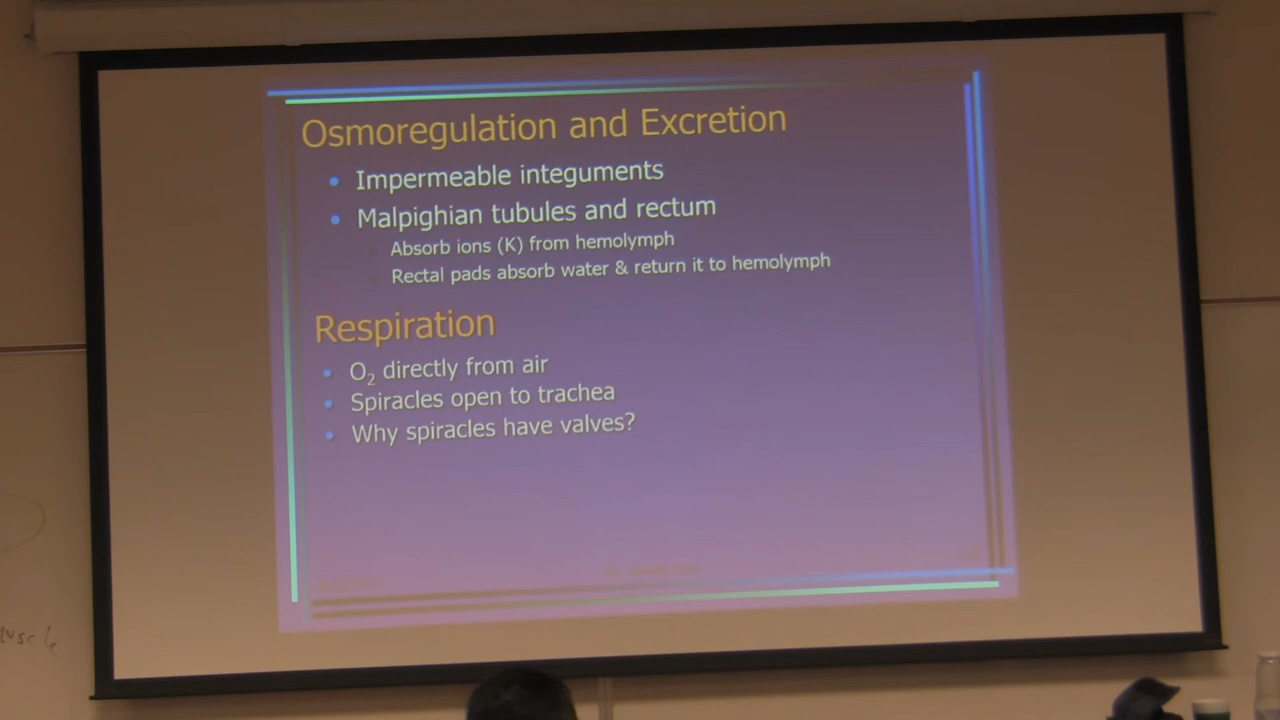 Osmoregulation and Excretion
• Impermeable integuments
• Malpighian tubules and rectum
Absorb ions (K) from hemolymph
Rectal pads absorb water & return it to hemolymph
Respiration
• O₂ directly from air
• Spiracles open to trachea
• Why spiracles have valves?